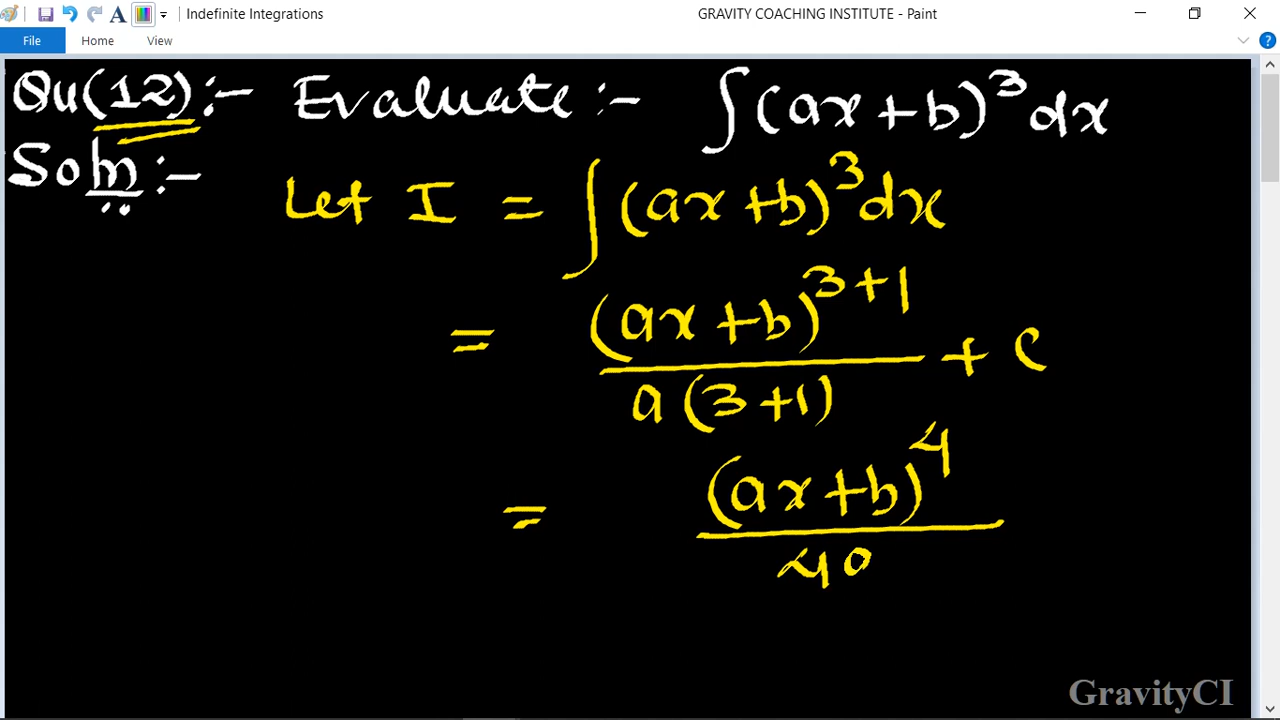 Indefinite Integrations
GRAVITY COACHING INSTITUTE - Paint
File Home View
Qu(12):- Evaluate:- ∫(ax+b)³dx
Soln:-
Let I = ∫(ax+b)³dx
= (ax+b)^(3+1) / a(3+1) + c
= (ax+b)⁴ / 4a
GravityCI